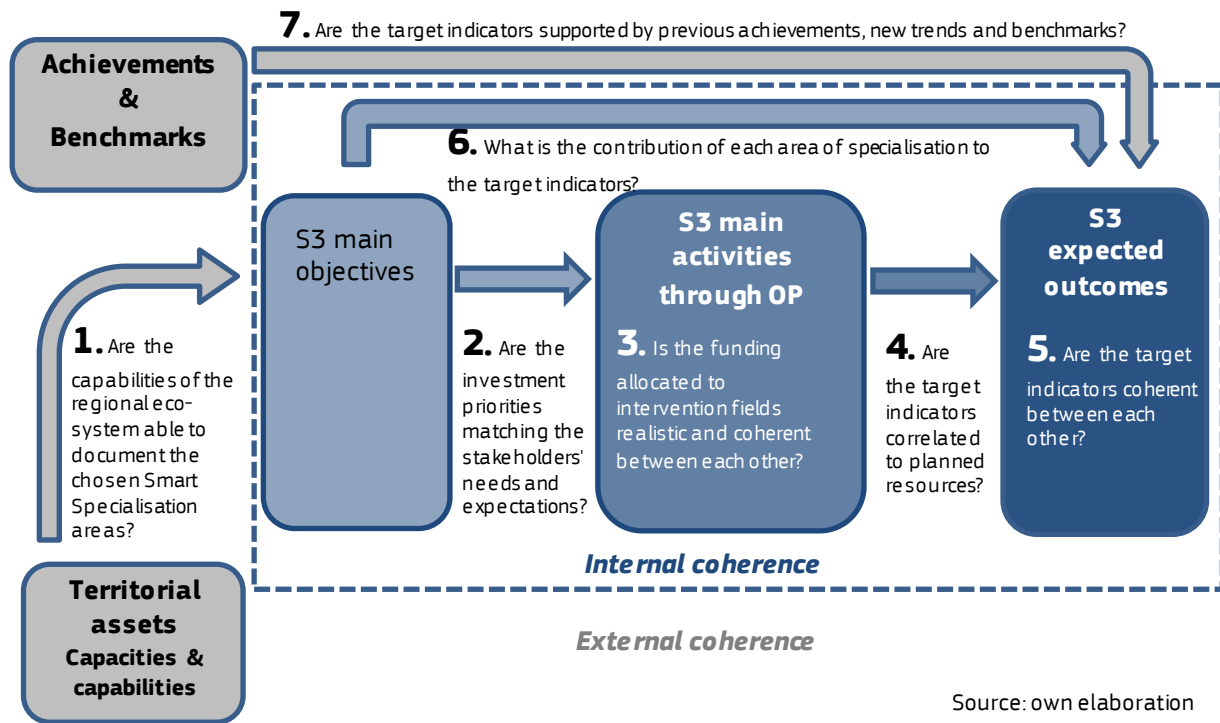 7. Are the target indicators supported by previous achievements, new trends and benchmarks?
Achievements
&
Benchmarks
6. What is the contribution of each area of specialisation to
the target indicators?
S3 main
objectives
S3 main
activities
through OP
S3
expected
outcomes
1. Are the
capabilities of the
regional eco-
system able to
document the
chosen Smart
Specialisation
areas?
2. Are the
investment
priorities
matching the
stakeholders'
needs and
expectations?
3. Is the funding
allocated to
intervention fields
realistic and coherent
between each other?
4. Are
the target
indicators
correlated
to planned
resources?
5. Are the target
indicators coherent
between each
other?
Internal coherence
Territorial
assets
Capacities &
capabilities
External coherence
Source: own elaboration